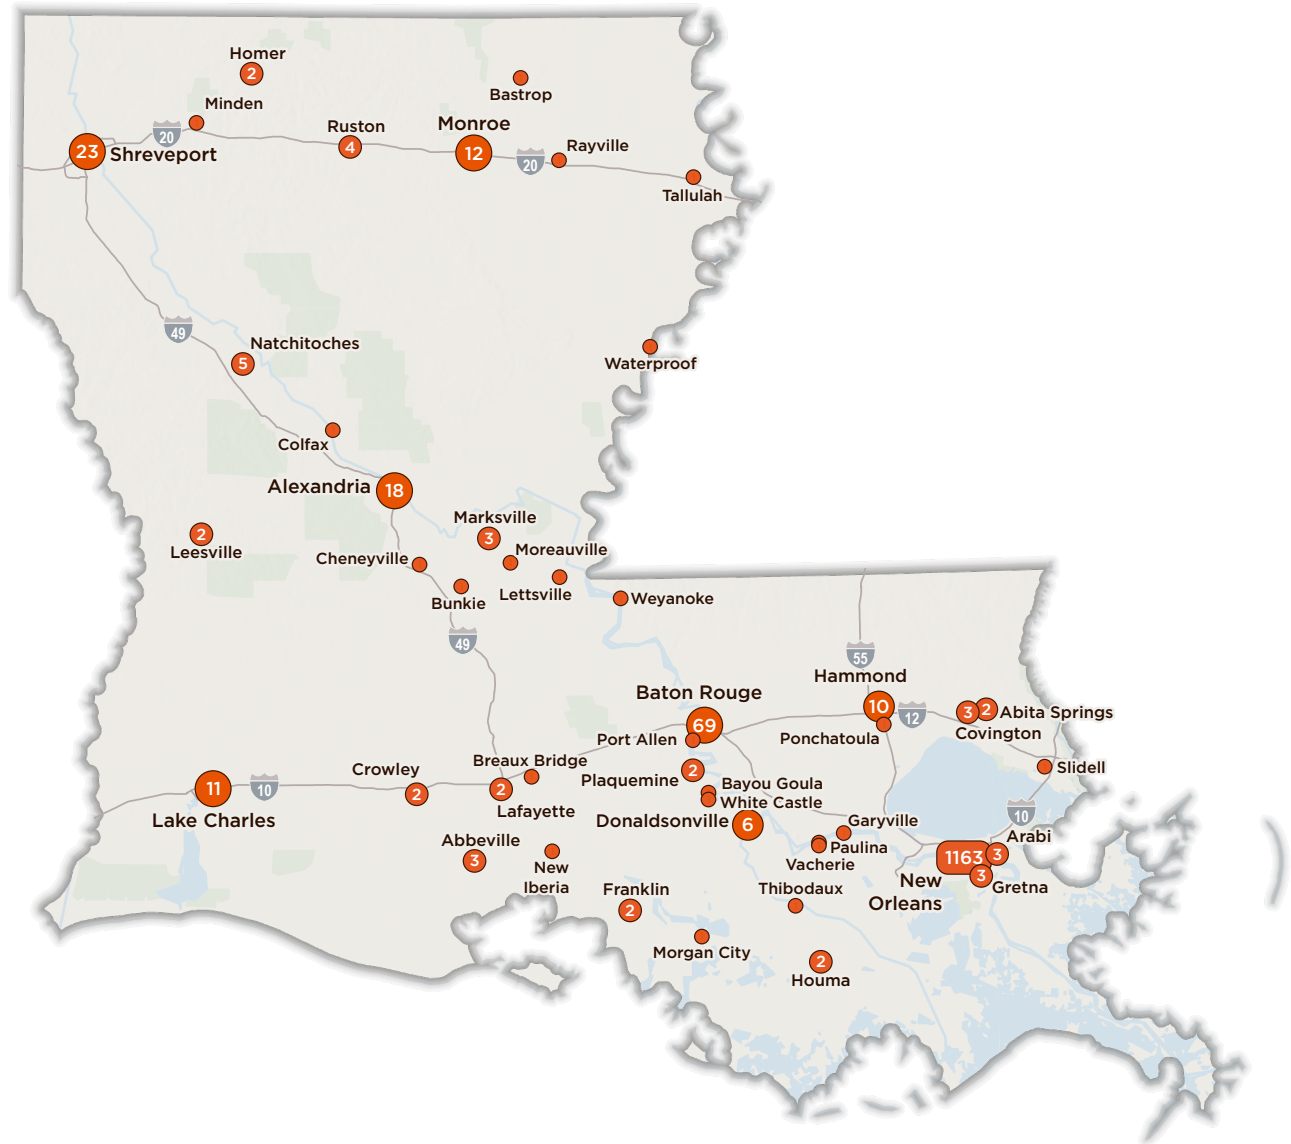 Homer
2
Bastrop
Minden
20
Ruston
4
Monroe
12
23
Shreveport
20
Rayville
Tallulah
49
Natchitoches
5
Waterproof
Colfax
Alexandria
18
Marksville
3
2
Leesville
Moreauville
Cheneyville
Lettsville
Bunkie
Weyanoke
49
55
Hammond
10
12
Baton Rouge
69
3
2
Abita Springs
Covington
Port Allen
Ponchatoula
Slidell
Breaux Bridge
Crowley
2
2
Lafayette
Plaquemine
2
Bayou Goula
White Castle
11
10
Lake Charles
Donaldsonville
6
Garyville
10
Arabi
Abbeville
3
Paulina
Vacherie
1163
3
3
Gretna
New
Orleans
New
Iberia
Franklin
2
Thibodaux
Morgan City
2
Houma